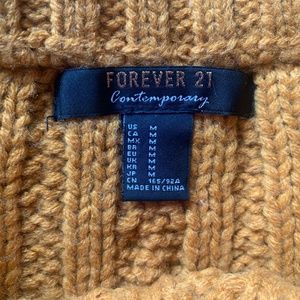 FOREVER 21
Contemporary
US M
CA M
MX M
BR M
EU M
UK M
KR M
JP M
CN 165/92A
MADE IN CHINA